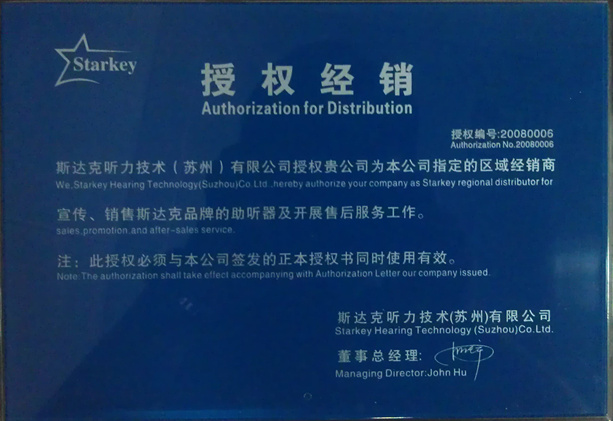 Starkey
授权经销
Authorization for Distribution
授权编号:20080006
Authorization No.20080006
斯达克听力技术(苏州)有限公司授权贵公司为本公司指定的区域经销商
We,Starkey Hearing Technology(Suzhou)Co.Ltd.,hereby authorize your company as Starkey regional distributor for
宣传、销售斯达克品牌的助听器及开展售后服务工作。
sales,promotion and after-sales service.
注：此授权必须与本公司签发的正本授权书同时使用有效。
Note:The authorization shall take effect accompanying with Authorization Letter our company issued.
斯达克听力技术(苏州)有限公司
Starkey Hearing Technology (Suzhou)Co.Ltd.
董事总经理:
Managing Director:John Hu